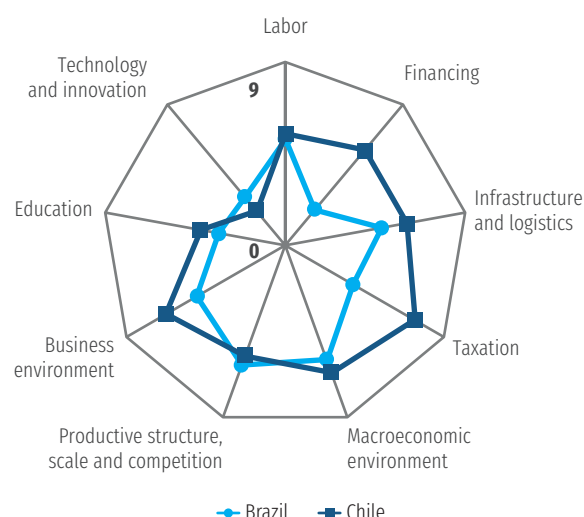 Labor
Technology
and innovation
9
Financing
Education
Infrastructure
and logistics
0
Business
environment
Taxation
Productive structure,
scale and competition
Macroeconomic
environment
Brazil
Chile